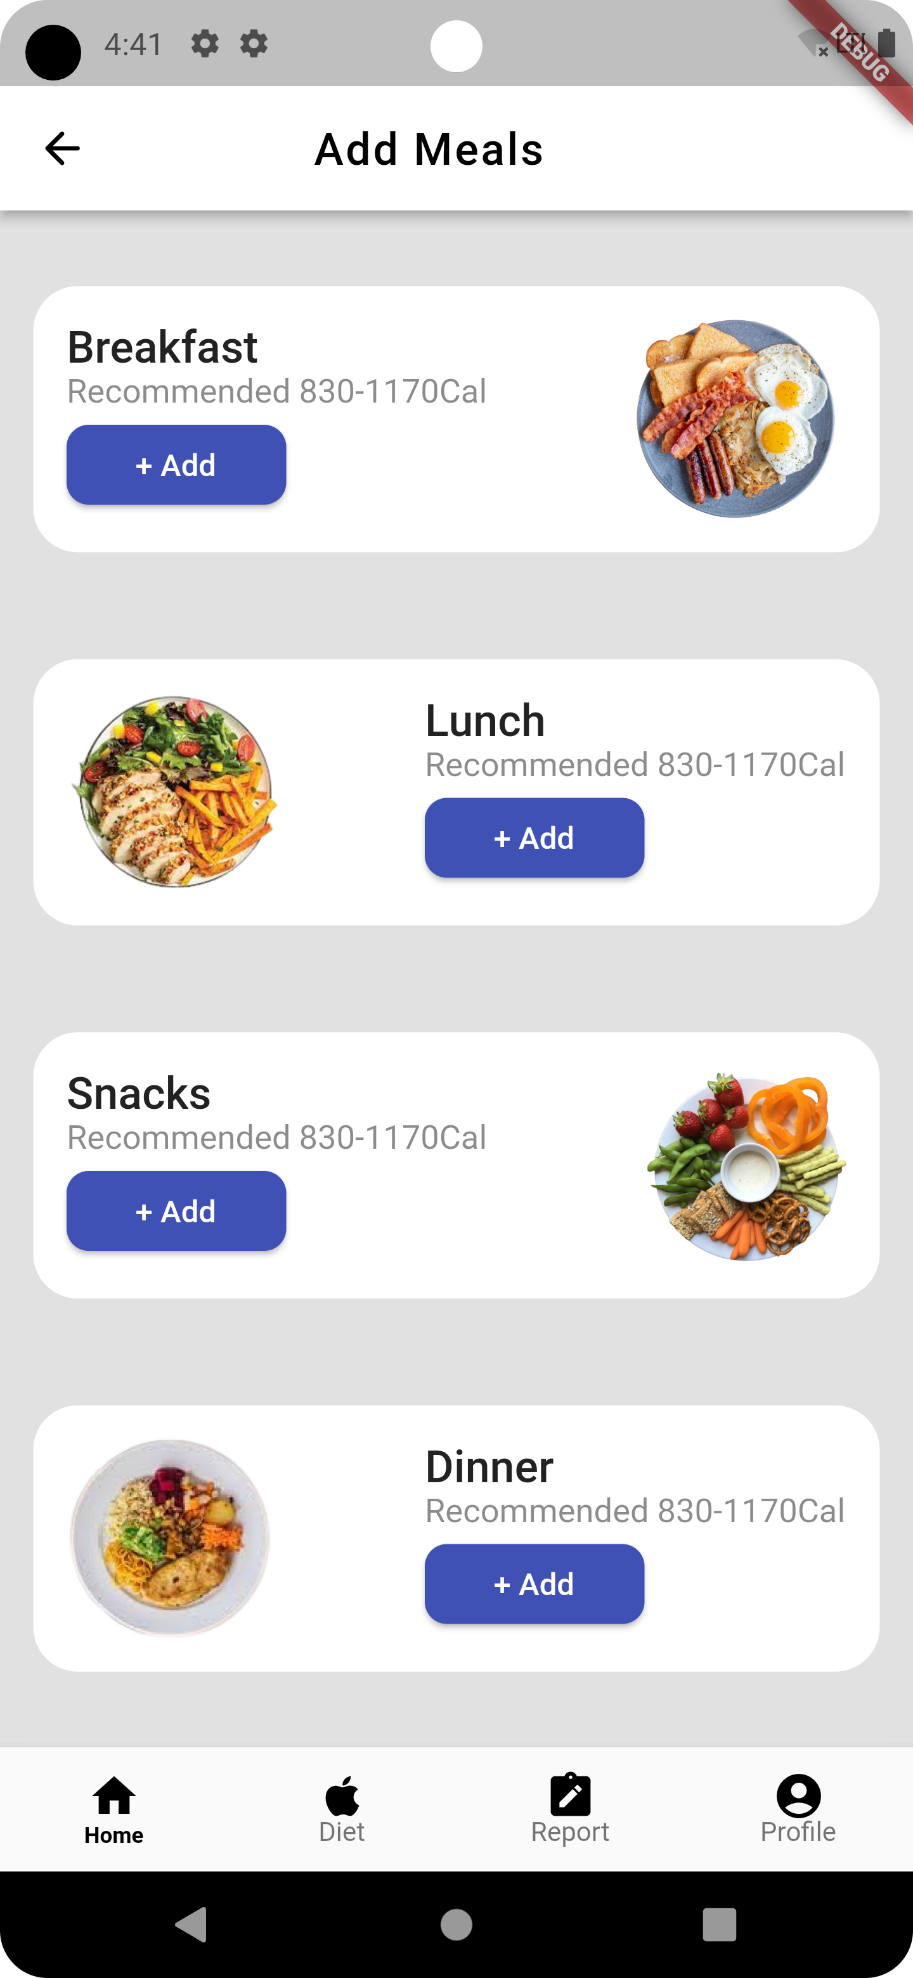 4:41
LTE
DEBUG
Add Meals
Breakfast
Recommended 830-1170Cal
+ Add
Lunch
Recommended 830-1170Cal
+ Add
Snacks
Recommended 830-1170Cal
+ Add
Dinner
Recommended 830-1170Cal
+ Add
Home
Diet
Report
Profile